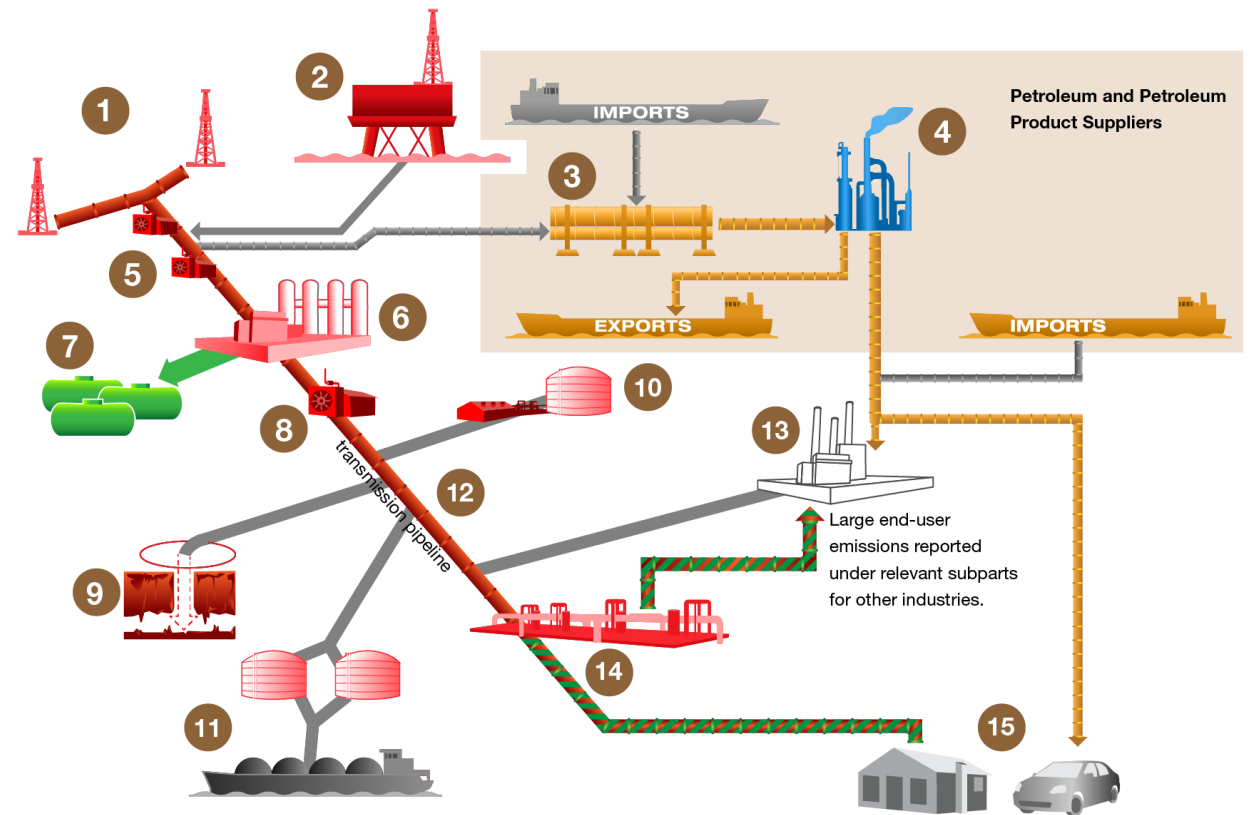 1
2
IMPORTS
Petroleum and Petroleum
Product Suppliers
3
4
5
6
EXPORTS
IMPORTS
7
8
10
transmission pipeline
12
13
Large end-user
emissions reported
under relevant subparts
for other industries.
9
14
11
15